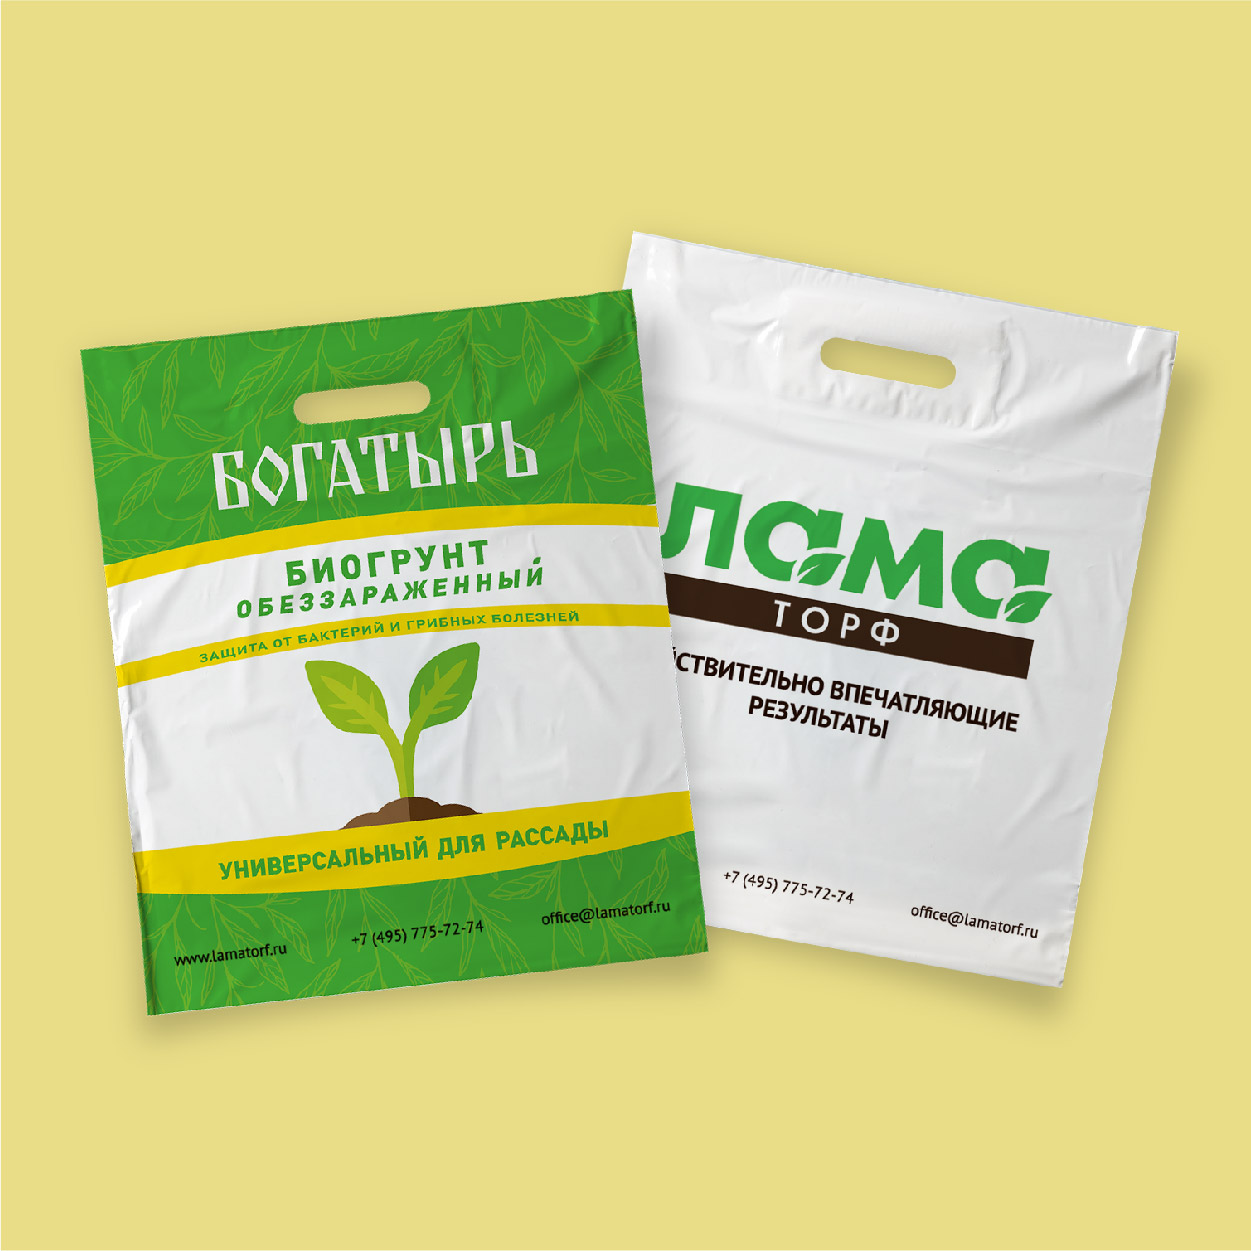 БОГАТЫРЬ
БИОГРУНТ
ОБЕЗЗАРАЖЕННЫЙ
ЗАЩИТА ОТ БАКТЕРИЙ И ГРИБНЫХ БОЛЕЗНЕЙ
УНИВЕРСАЛЬНЫЙ ДЛЯ РАССАДЫ
www.lamatorf.ru
+7 (495) 775-72-74
office@lamatorf.ru
лама
ТОРФ
ВПЕЧАТЛЯЮЩИЕ
РЕЗУЛЬТАТЫ
+7 (495) 775-72-74
office@lamatorf.ru